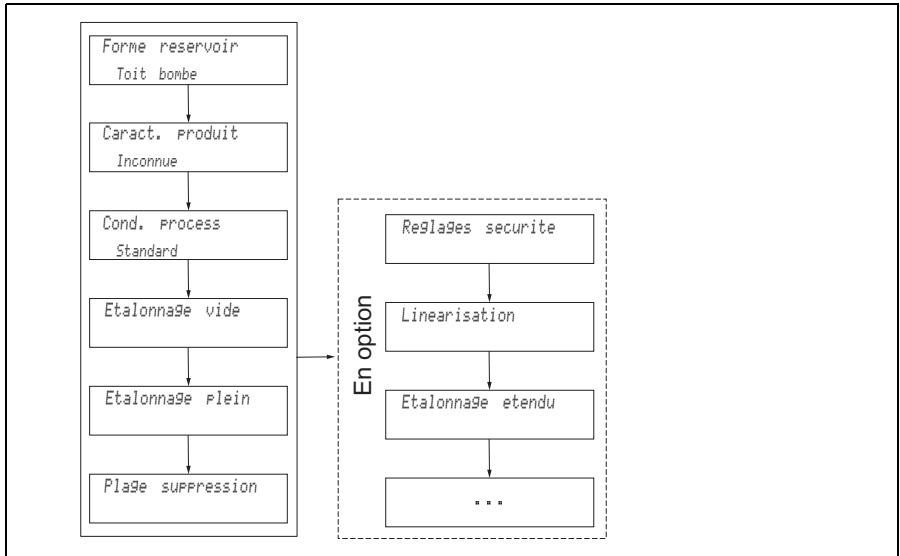 Forme reservoir
Toit bombe
Caract. produit
Inconnue
Cond. process
Standard
Etalonnage vide
Etalonnage plein
Plage suppression
En option
Reglages securite
Linearisation
Etalonnage etendu
...